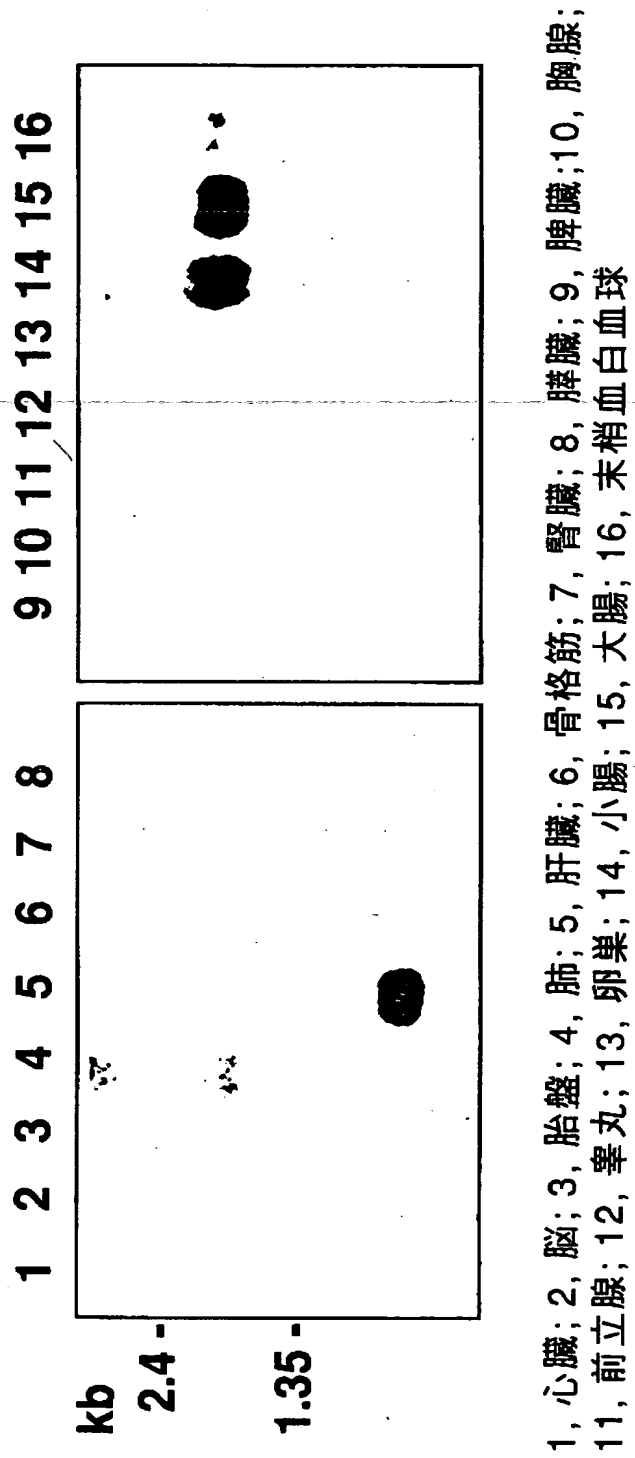 1 2 3 4 5 6 7 8 9 10 11 12 13 14 15 16
kb
2.4 -
1.35 -
1, 心臓; 2, 脳; 3, 胎盤; 4, 肺; 5, 肝臓; 6, 骨格筋; 7, 腎臓; 8, 膵臓; 9, 脾臓;10, 胸腺;
11, 前立腺; 12, 睾丸; 13, 卵巣; 14, 小腸; 15, 大腸; 16, 末梢血白血球